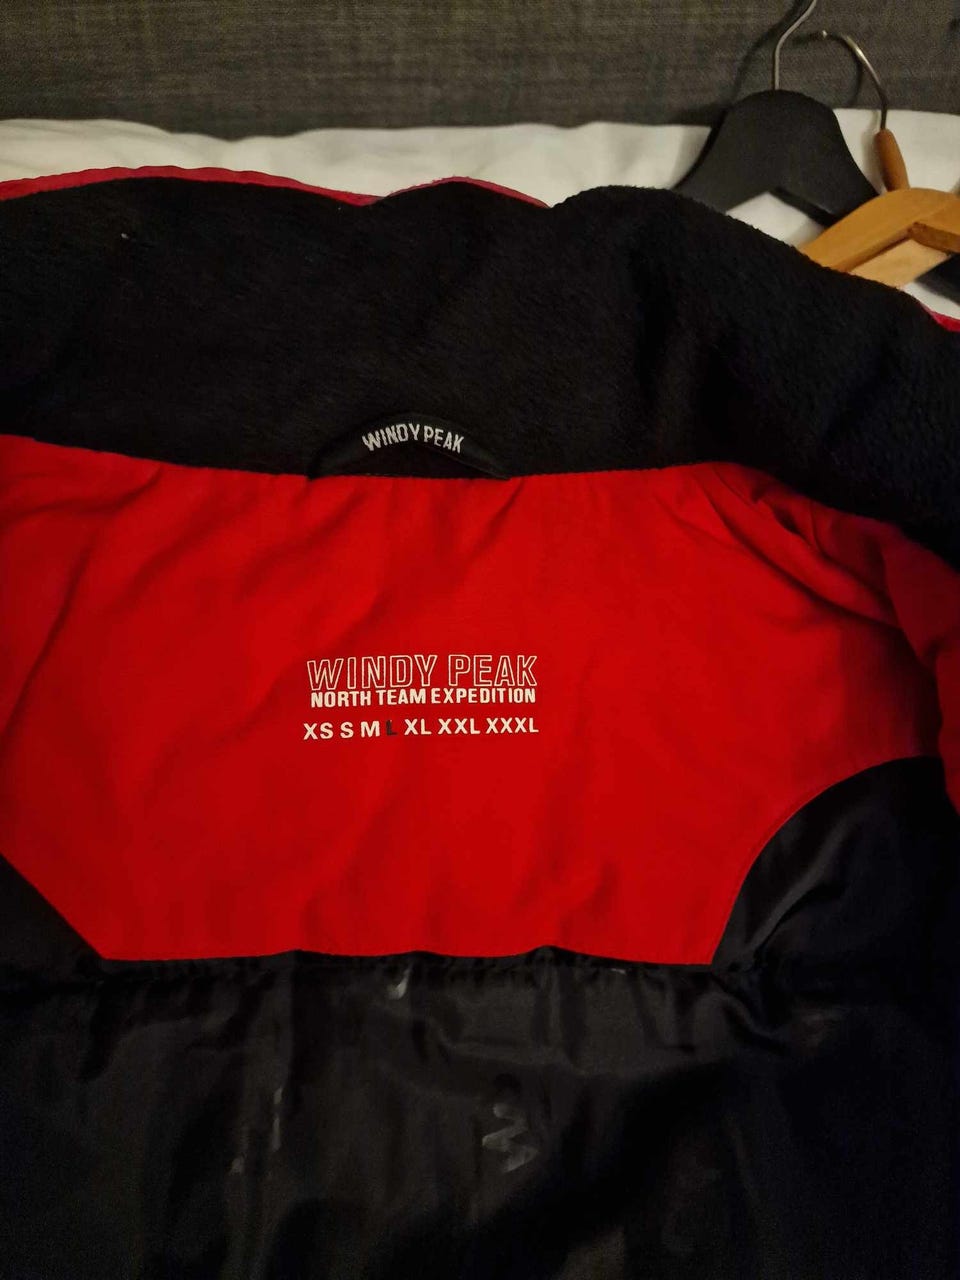 WINDY PEAK
WINDY PEAK
NORTH TEAM EXPEDITION
XS S M L XL XXL XXXL